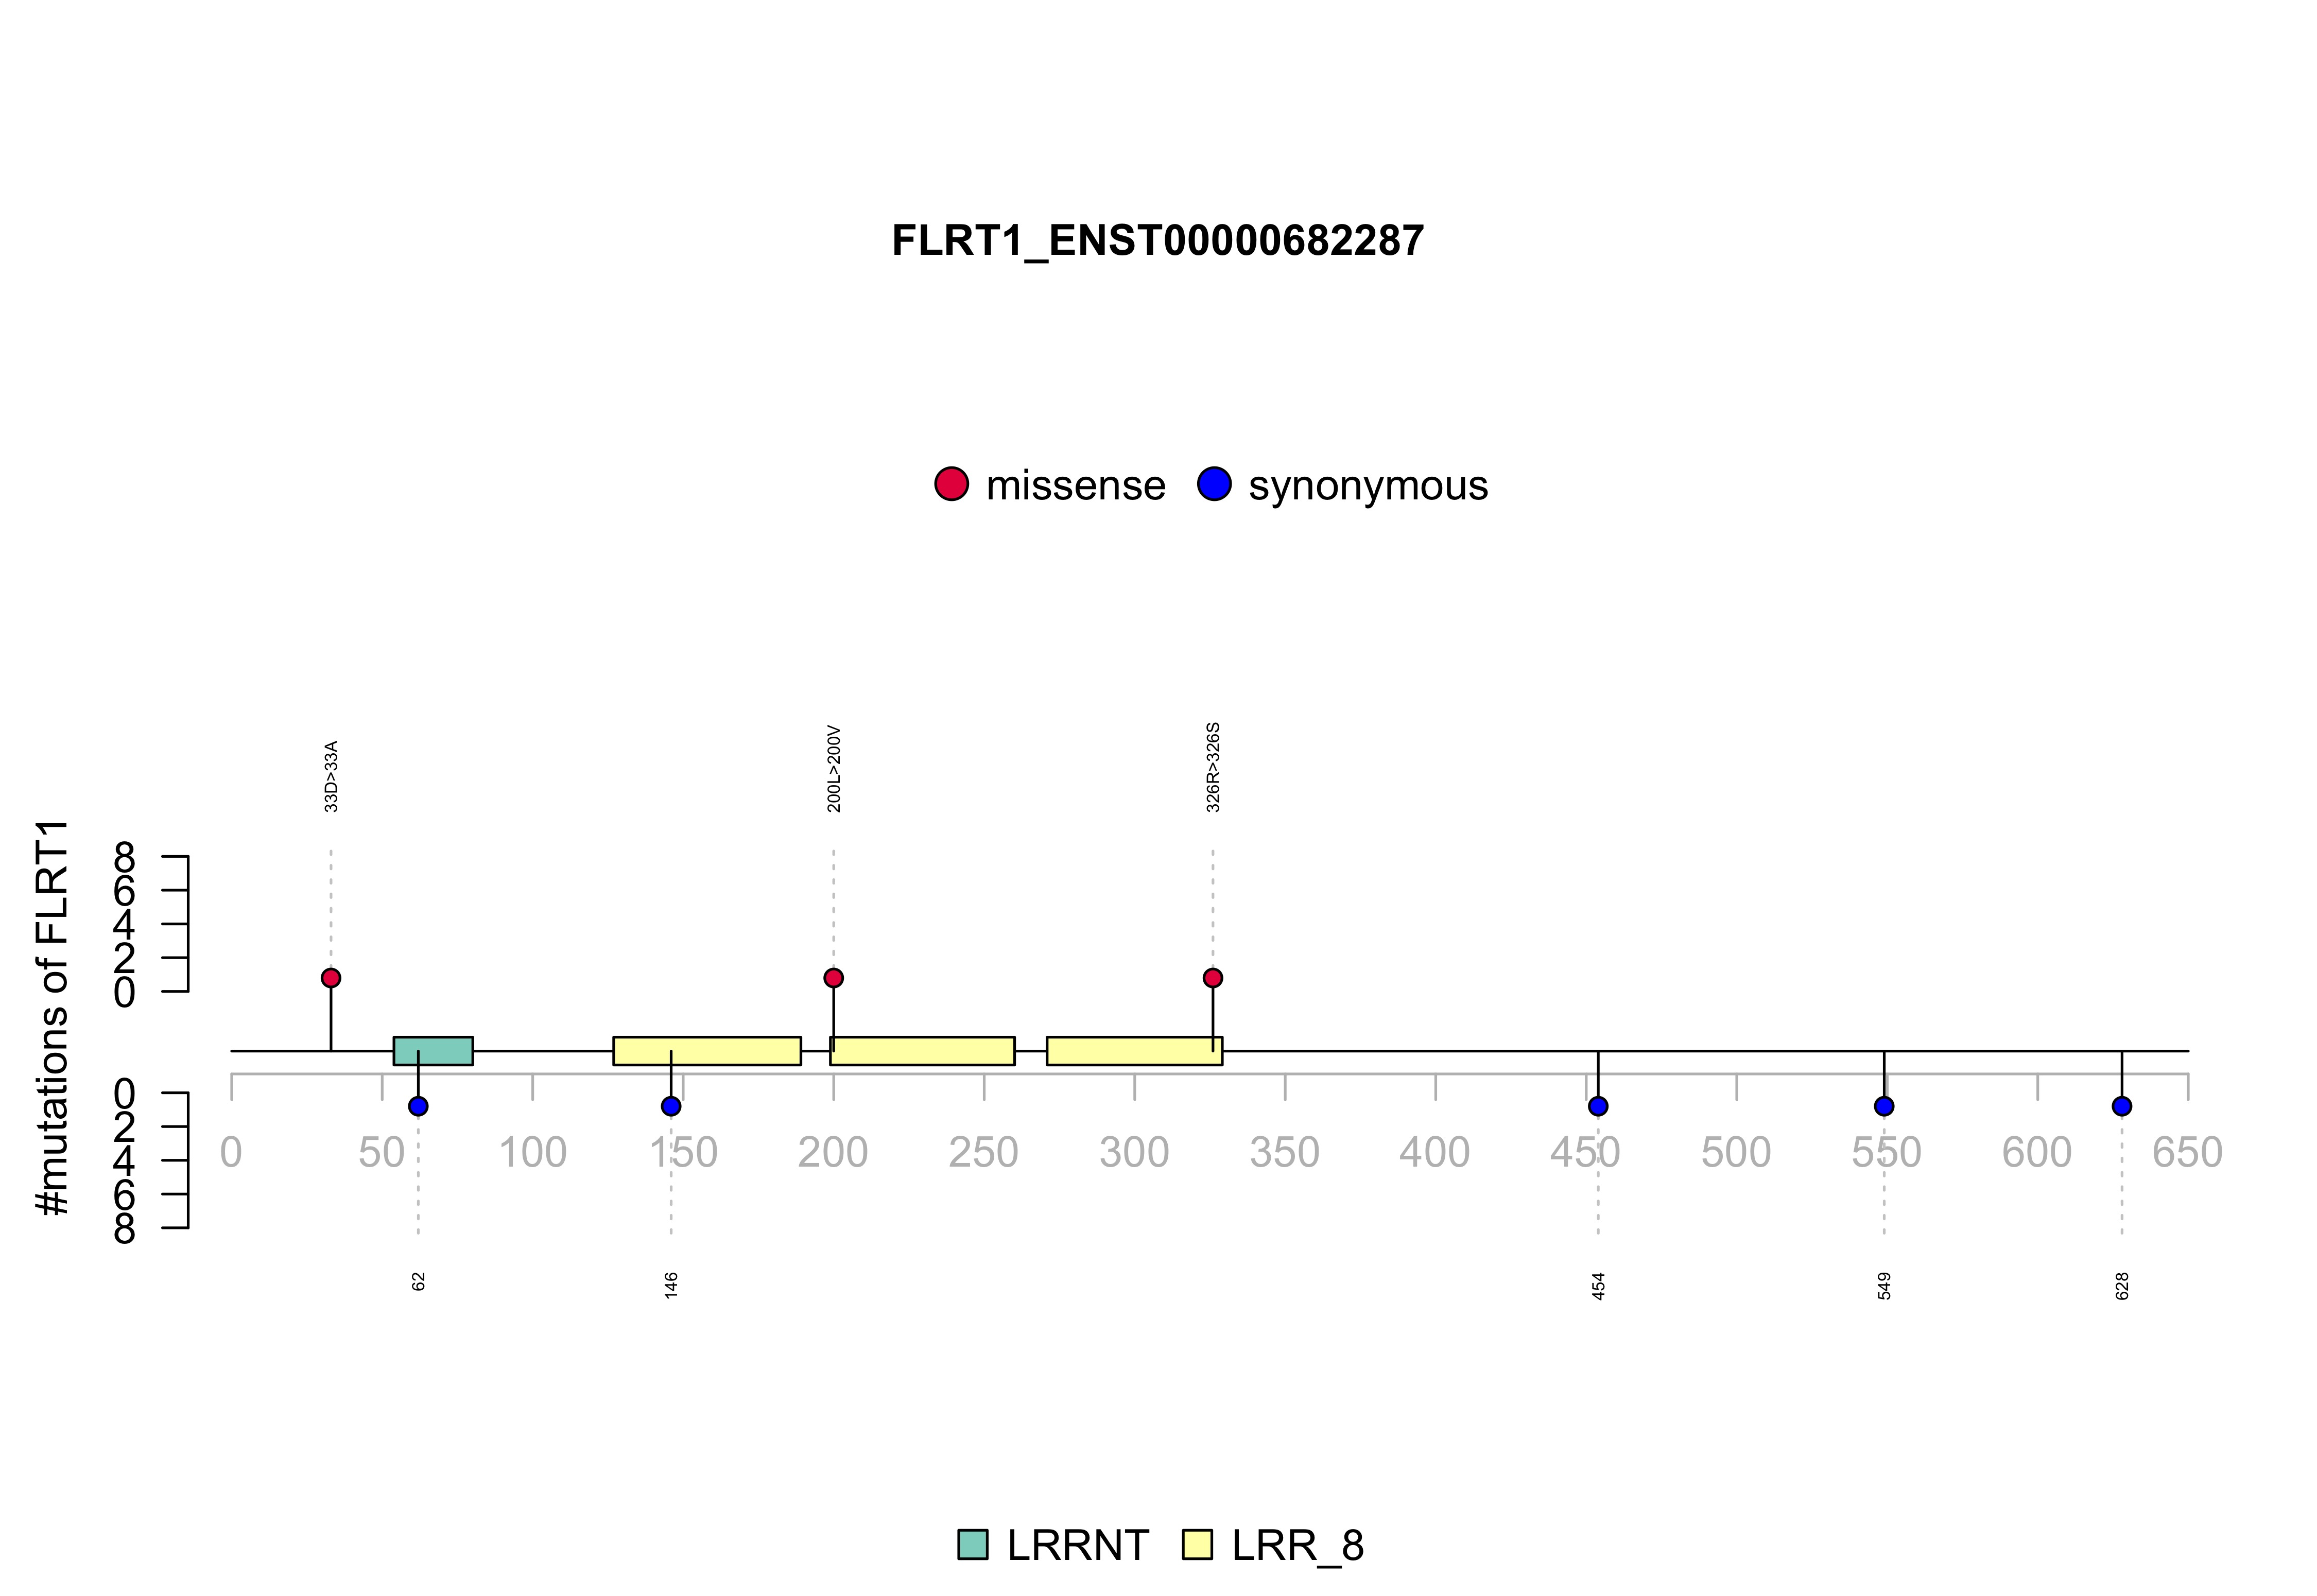 FLRT1_ENST00000682287
missense synonymous
33D>33A 200L>200V 326R>326S
#mutations of FLRT1
8
6
4
2
0
0
2
4
6
8
0 50 100 150 200 250 300 350 400 450 500 550 600 650
62 146 454 549 628
LRRNT LRR_8